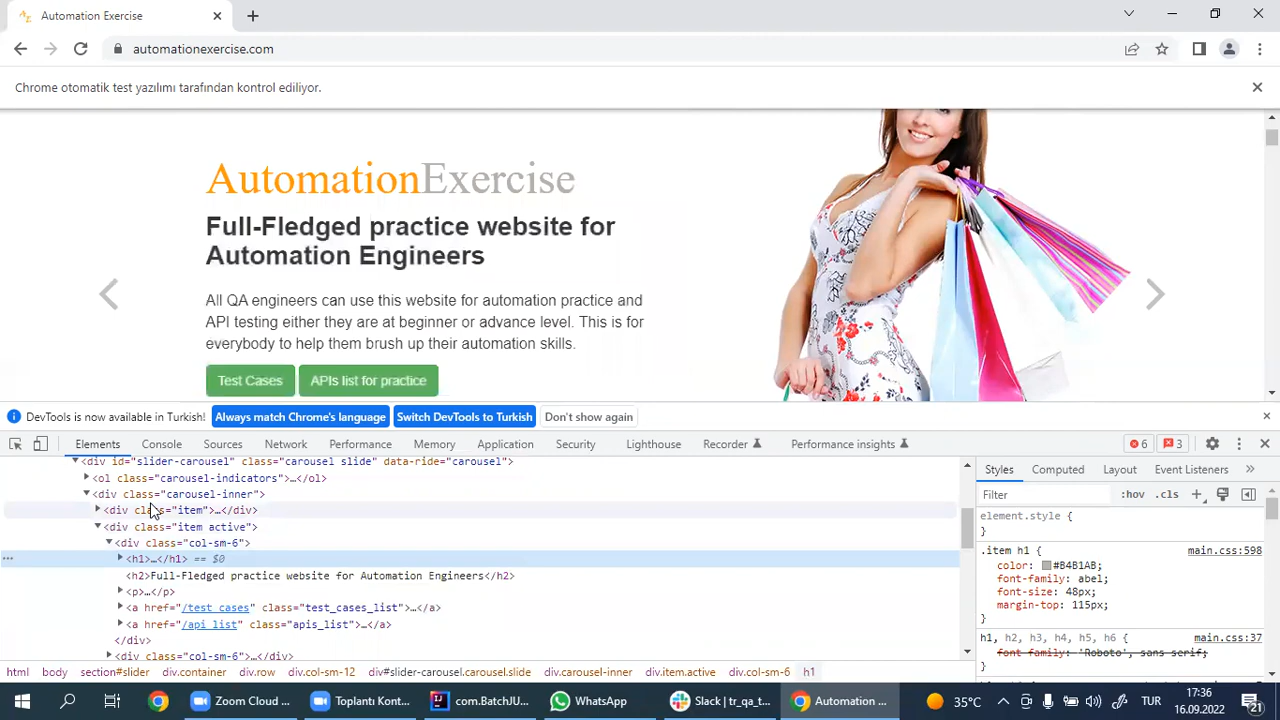 Automation Exercise
automationexercise.com
Chrome otomatik test yazılımı tarafından kontrol ediliyor.
AutomationExercise
Full-Fledged practice website for
Automation Engineers
All QA engineers can use this website for automation practice and
API testing either they are at beginner or advance level. This is for
everybody to help them brush up their automation skills.
Test Cases APIs list for practice
DevTools is now available in Turkish! Always match Chrome's language Switch DevTools to Turkish Don't show again
Elements Console Sources Network Performance Memory Application Security Lighthouse Recorder Performance insights 6 3
<div id="slider-carousel" class="carousel slide" data-ride="carousel">
<ol class="carousel-indicators">…</ol>
<div class="carousel-inner">
<div class="item">…</div>
<div class="item active">
<div class="col-sm-6">
<h1>…</h1> == $0
<h2>Full-Fledged practice website for Automation Engineers</h2>
<p>…</p>
<a href="/test_cases" class="test_cases_list">…</a>
<a href="/api_list" class="apis_list">…</a>
</div>
<div class="col-sm-6">…</div>
html body section#slider div.container div.row div.col-sm-12 div#slider-carousel.carousel.slide div.carousel-inner div.item.active div.col-sm-6 h1
Styles Computed Layout Event Listeners
Filter :hov .cls
element.style {
}
.item h1 { main.css:598
color: #B4B1AB;
font-family: abel;
font-size: 48px;
margin-top: 115px;
}
h1, h2, h3, h4, h5, h6 { main.css:37
font-family: 'Roboto', sans-serif;
}
Zoom Cloud ... Toplantı Kont... com.BatchJU... WhatsApp Slack | tr_qa_t... Automation ... 35°C TUR 17:36
16.09.2022 21